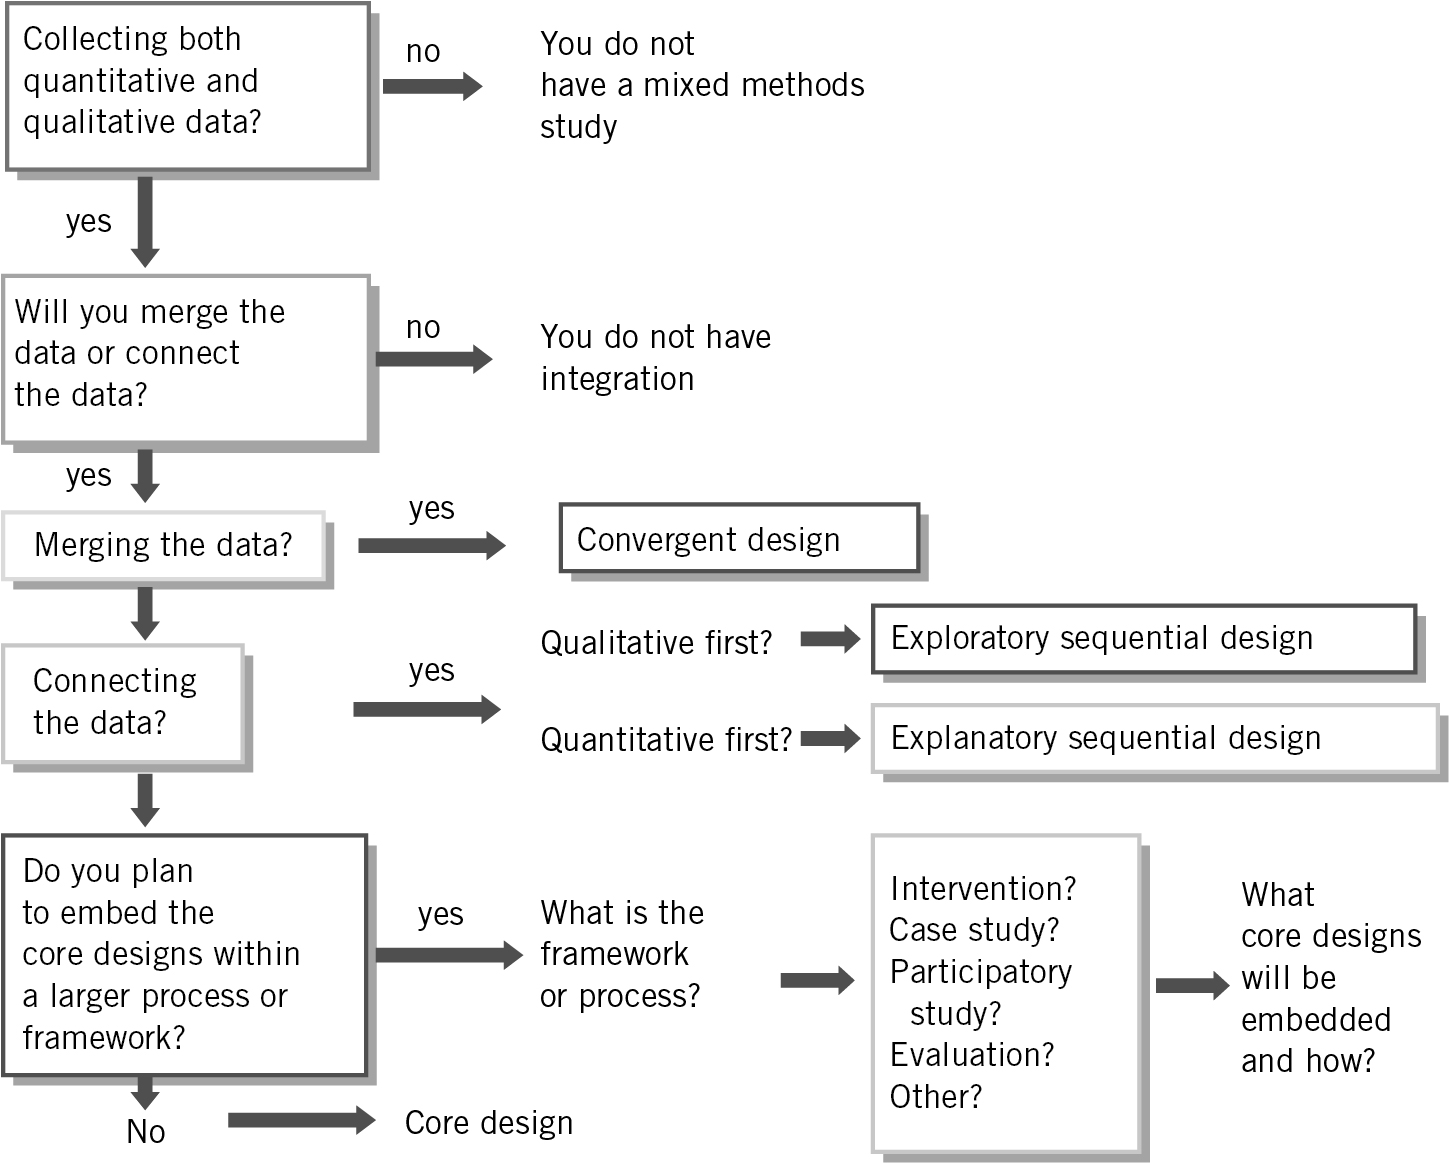 Collecting both
quantitative and
qualitative data?
no
You do not
have a mixed methods
study
yes
Will you merge the
data or connect
the data?
no
You do not have
integration
yes
Merging the data?
yes
Convergent design
Connecting
the data?
yes
Qualitative first?
Exploratory sequential design
Quantitative first?
Explanatory sequential design
Do you plan
to embed the
core designs within
a larger process or
framework?
yes
What is the
framework
or process?
Intervention?
Case study?
Participatory
study?
Evaluation?
Other?
What
core designs
will be
embedded
and how?
No
Core design